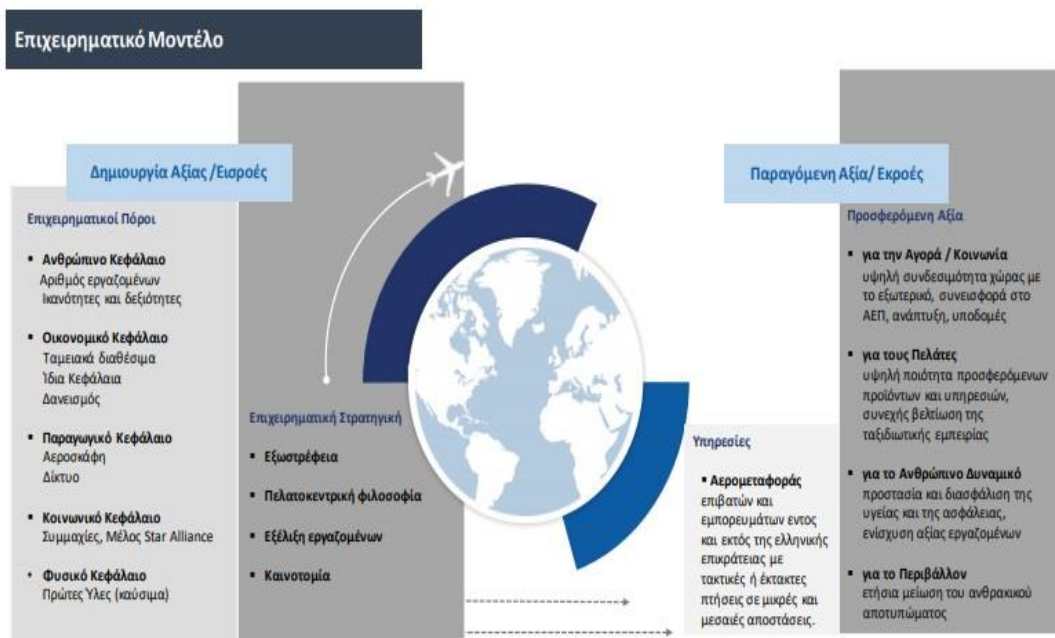 Επιχειρηματικό Μοντέλο
Δημιουργία Αξίας /Εισροές
Επιχειρηματικοί Πόροι
▪ Ανθρώπινο Κεφάλαιο
Αριθμός εργαζομένων
Ικανότητες και δεξιότητες
▪ Οικονομικό Κεφάλαιο
Ταμειακά διαθέσιμα
Ίδια Κεφάλαια
Δανεισμός
▪ Παραγωγικό Κεφάλαιο
Αεροσκάφη
Δίκτυο
▪ Κοινωνικό Κεφάλαιο
Συμμαχίες, Μέλος Star Alliance
• Φυσικό Κεφάλαιο
Πρώτες Ύλες (καύσιμα)
Επιχειρηματική Στρατηγική
▪ Εξωστρέφεια
▪ Πελατοκεντρική φιλοσοφία
▪ Εξέλιξη εργαζομένων
▪ Καινοτομία
Υπηρεσίες
▪ Αερομεταφοράς
επιβατών και
εμπορευμάτων εντος
και εκτός της ελληνικής
επικράτειας με
τακτικές ή έκτακτες
πτήσεις σε μικρές και
μεσαιές αποστάσεις.
Παραγόμενη Αξία/ Εκροές
Προσφερόμενη Αξία
▪ για την Αγορά / Κοινωνία
υψηλή συνδεσιμότητα χώρας με
το εξωτερικό, συνεισφορά στο
ΑΕΠ, ανάπτυξη, υποδομές
▪ για τους Πελάτες
υψηλή ποιότητα προσφερόμενων
προϊόντων και υπηρεσιών,
συνεχής βελτίωση της
ταξιδιωτικής εμπειρίας
▪ για το Ανθρώπινο Δυναμικό
προστασία και διασφάλιση της
υγείας και της ασφάλειας,
ενίσχυση αξίας εργαζομένων
▪ για το Περιβάλλον
ετήσια μείωση του ανθρακικού
αποτυπώματος